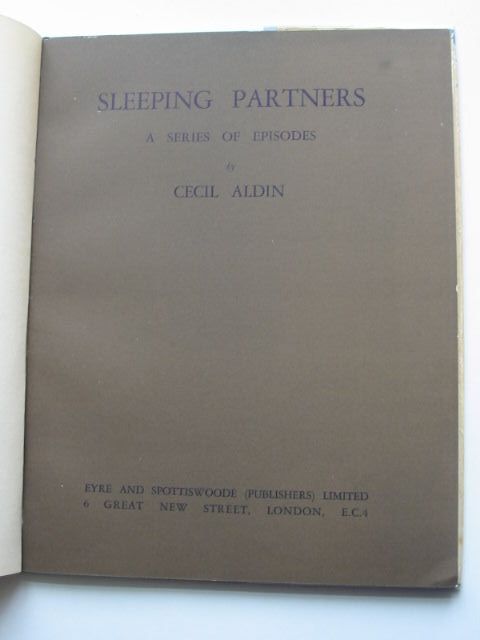 SLEEPING PARTNERS
A SERIES OF EPISODES
by
CECIL ALDIN
EYRE AND SPOTTISWOODE (PUBLISHERS) LIMITED
6 GREAT NEW STREET, LONDON, E.C.4